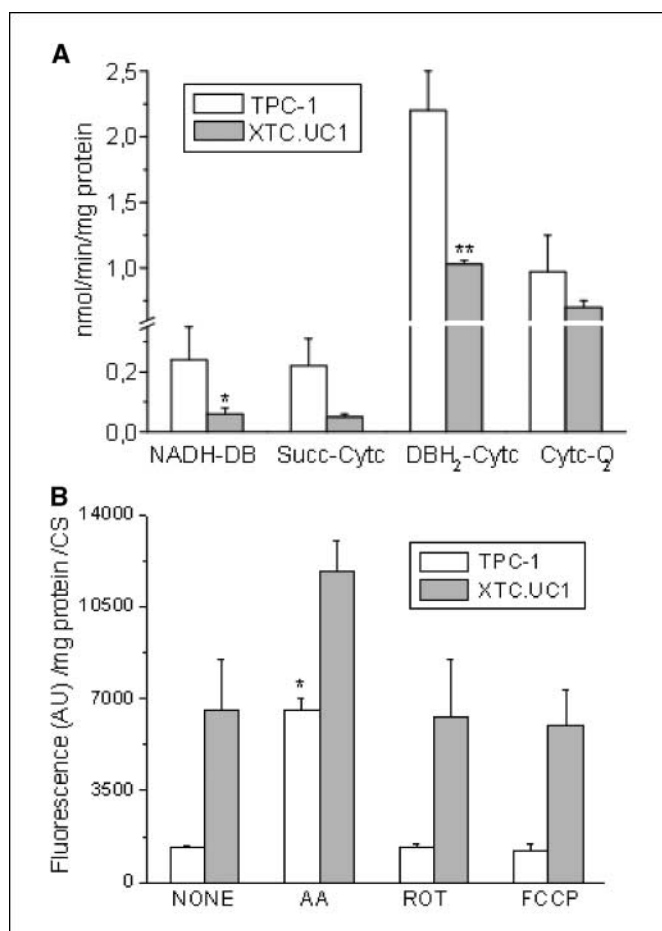 A
2,5
2,0
1,5
1,0
0,2
0,0
nmol/min/mg protein
TPC-1
XTC.UC1
*
**
NADH-DB Succ-Cytc DBH2-Cytc Cytc-O2
B
14000
10500
7000
3500
0
Fluorescence (AU) /mg protein /CS
TPC-1
XTC.UC1
*
NONE AA ROT FCCP